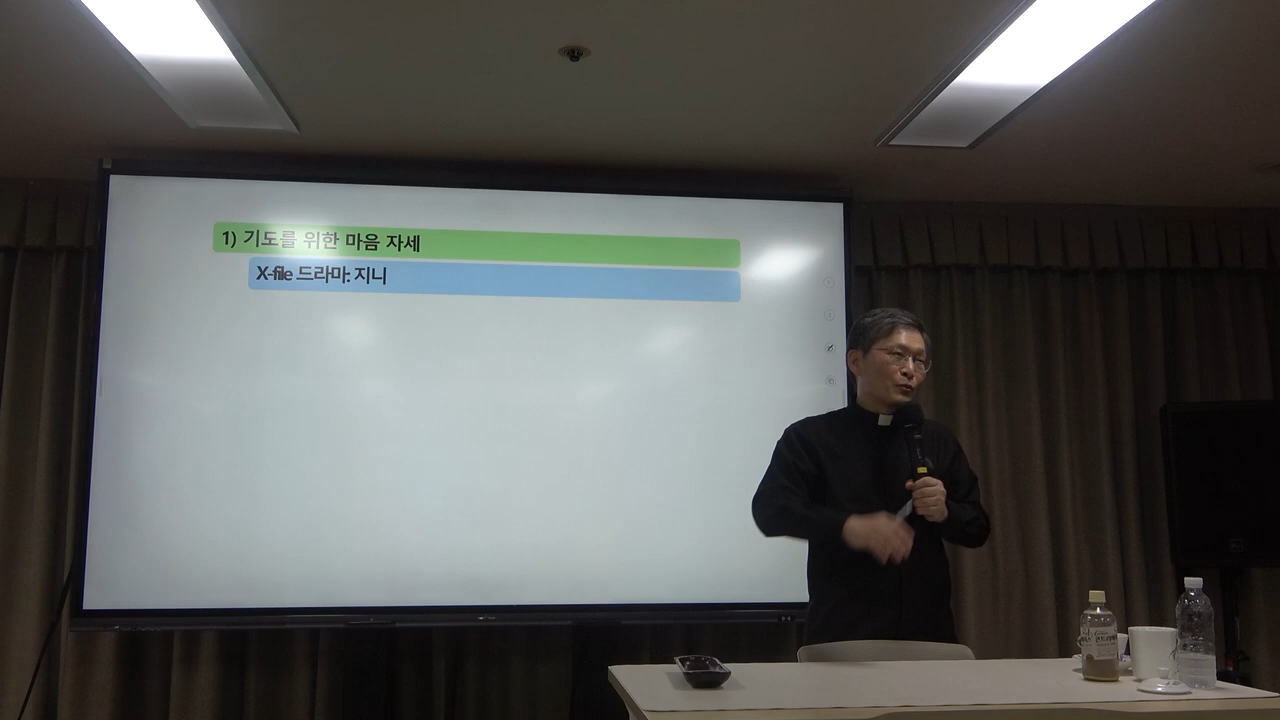 1) 기도를 위한 마음 자세
X-file 드라마: 지니